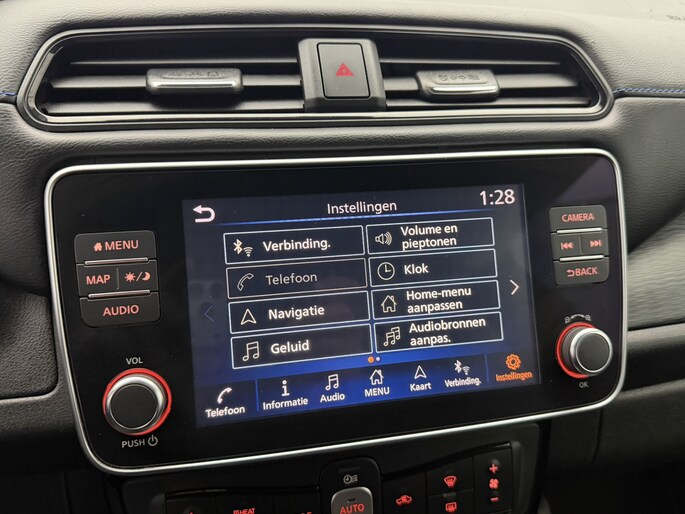 Instellingen
1:28
Verbinding.
Volume en
pieptonen
Telefoon
Klok
Navigatie
Home-menu
aanpassen
Geluid
Audiobronnen
aanpas.
Telefoon
Informatie
Audio
MENU
Kaart
Verbinding.
Instellingen
MENU
MAP
AUDIO
VOL
PUSH
CAMERA
BACK
OK
AUTO
HEAT